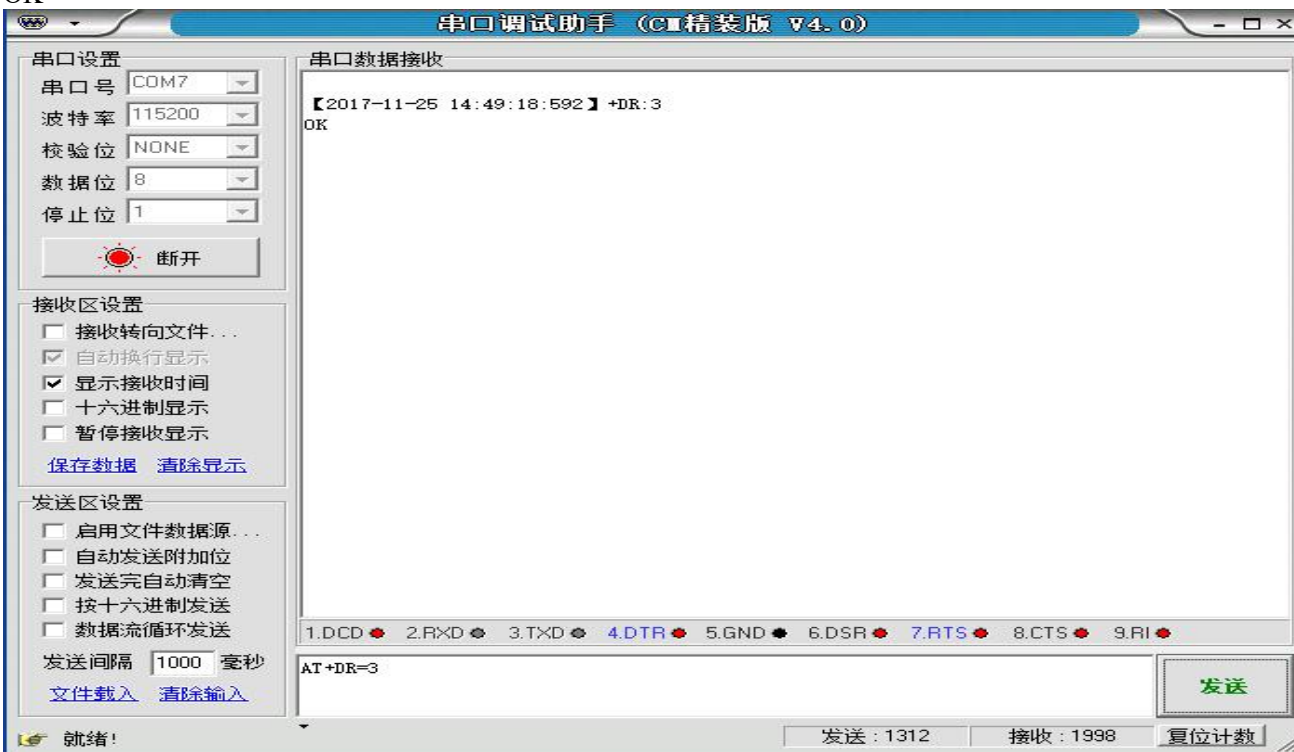 OK
串口调试助手 (CM精装版 V4.0)
串口设置
串口号 COM7
波特率 115200
校验位 NONE
数据位 8
停止位 1
断开
接收区设置
接收转向文件...
自动换行显示
显示接收时间
十六进制显示
暂停接收显示
保存数据 清除显示
发送区设置
启用文件数据源...
自动发送附加位
发送完自动清空
按十六进制发送
数据流循环发送
发送间隔 1000 毫秒
文件载入 清除输入
串口数据接收
【2017-11-25 14:49:18:592】+DR:3
OK
1.DCD 2.RXD 3.TXD 4.DTR 5.GND 6.DSR 7.RTS 8.CTS 9.RI
AT+DR=3
发送
就绪!
发送:1312 接收:1998 复位计数